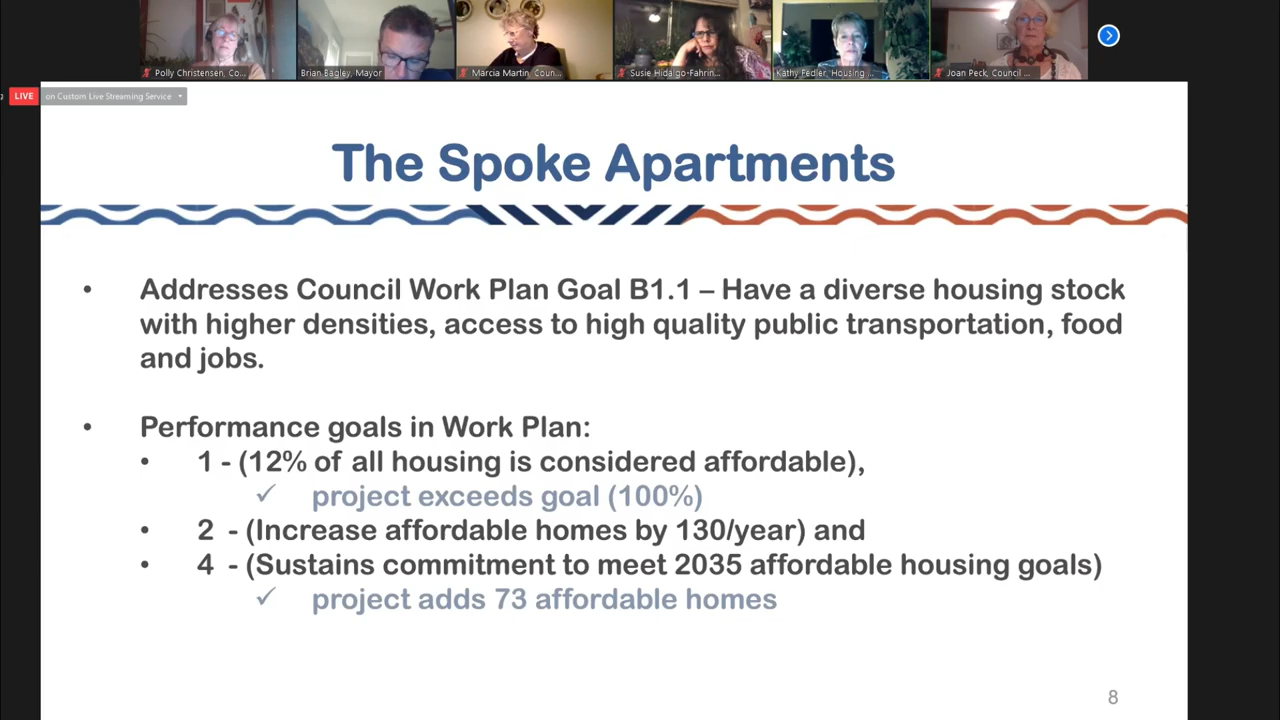 Polly Christensen, Co...
Brian Bagley, Mayor
Marcia Martin, Coun...
Susie Hidalgo-Fahrin...
Kathy Fedler, Housing ...
Joan Peck, Council ...
LIVE
on Custom Live Streaming Service
The Spoke Apartments
• Addresses Council Work Plan Goal B1.1 – Have a diverse housing stock
with higher densities, access to high quality public transportation, food
and jobs.
• Performance goals in Work Plan:
• 1 - (12% of all housing is considered affordable),
✓ project exceeds goal (100%)
• 2 - (Increase affordable homes by 130/year) and
• 4 - (Sustains commitment to meet 2035 affordable housing goals)
✓ project adds 73 affordable homes
8